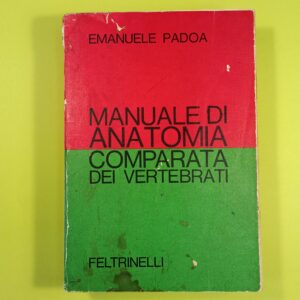 EMANUELE PADOA
MANUALE DI
ANATOMIA
COMPARATA
DEI VERTEBRATI
FELTRINELLI